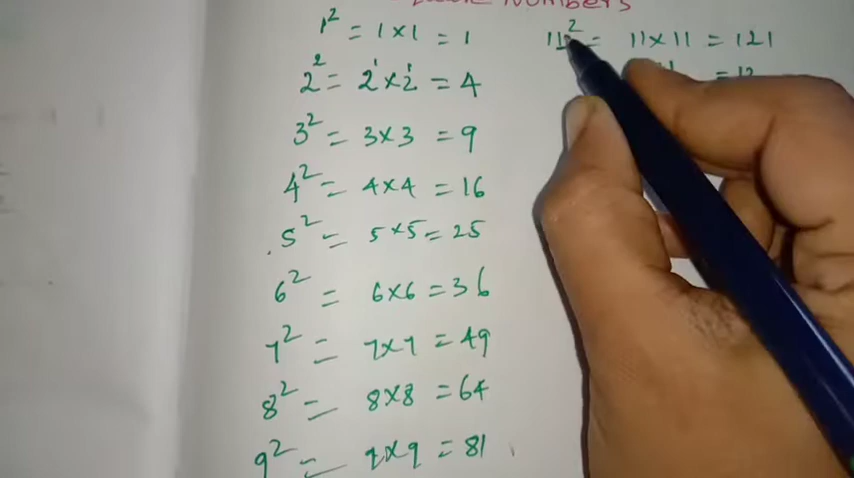 Numbers
1² = 1×1 = 1
2² = 2×2 = 4
3² = 3×3 = 9
4² = 4×4 = 16
.5² = 5×5 = 25
6² = 6×6 = 36
7² = 7×7 = 49
8² = 8×8 = 64
9² = 9×9 = 81
11² = 11×11 = 121